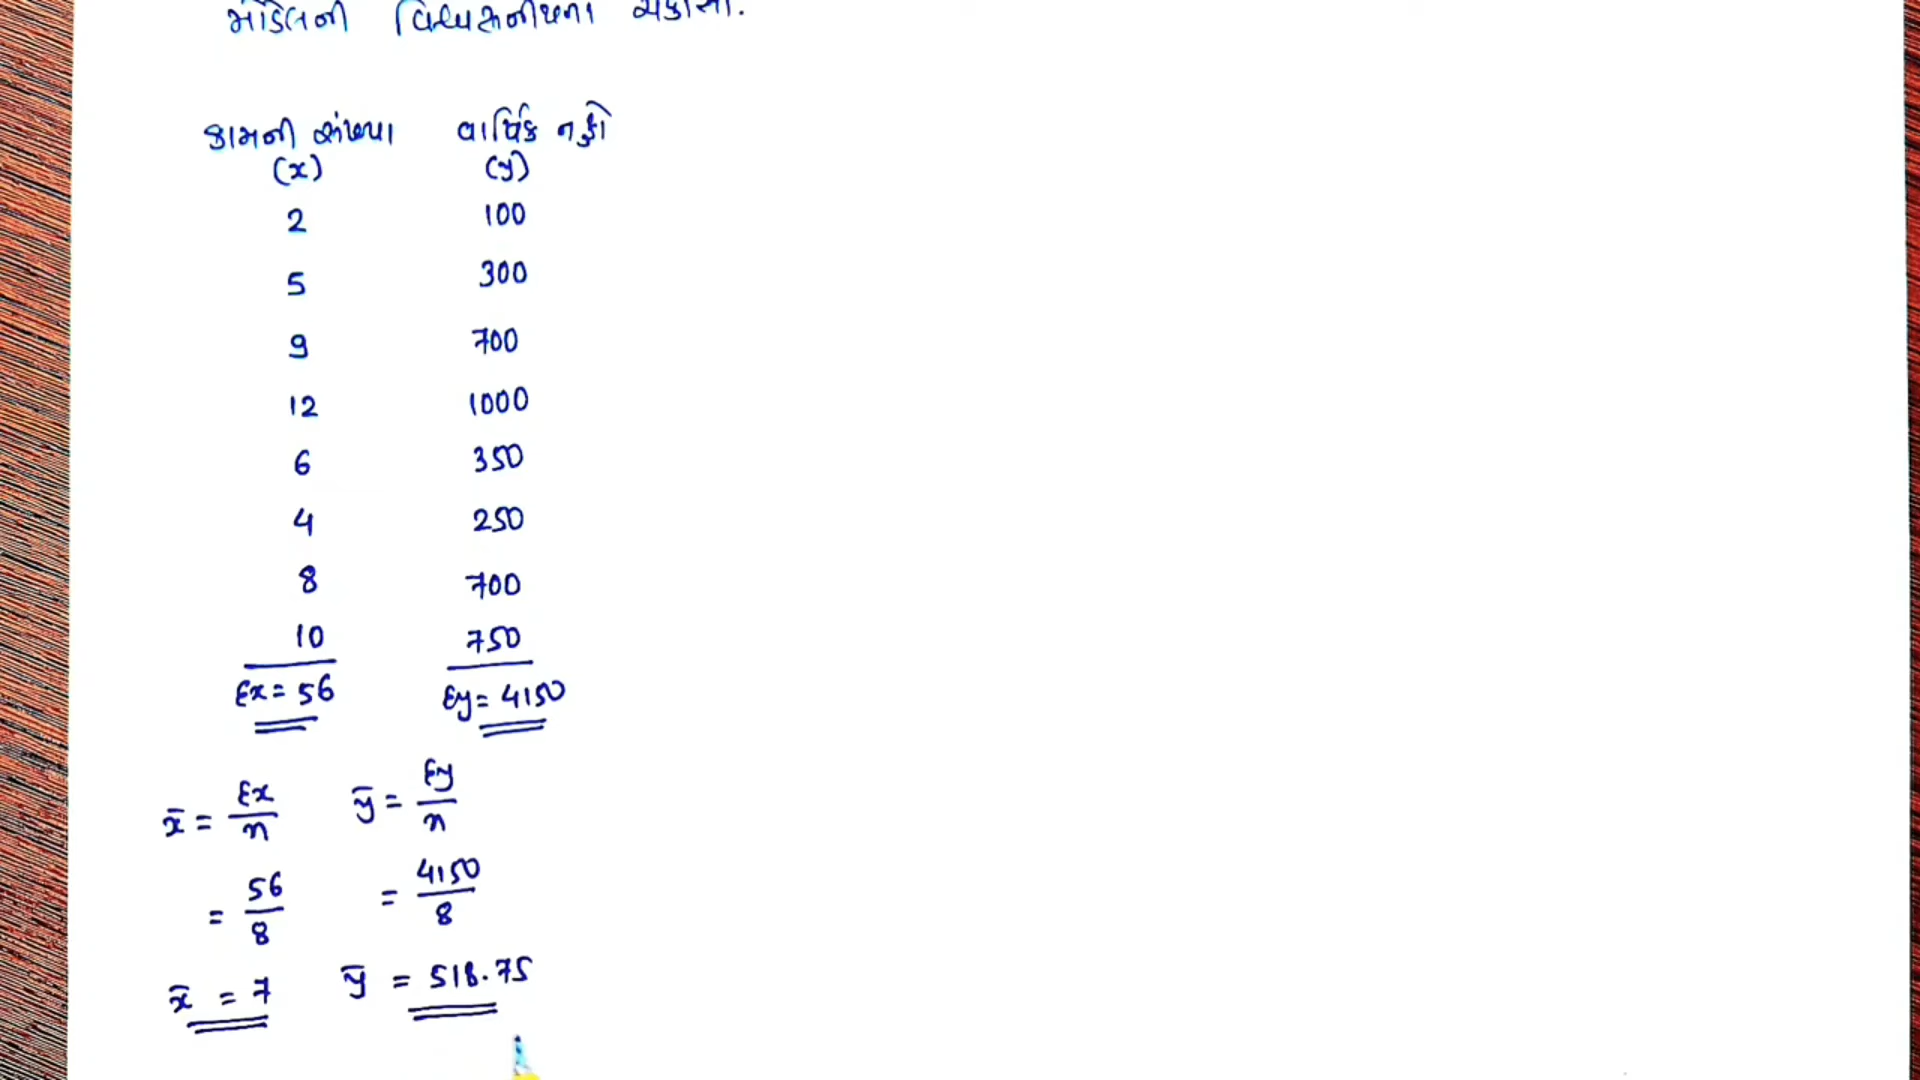 મોડેલની વિશ્વસનીયતા ચકાસો.
કામની સંખ્યા વાર્ષિક નફો
(x) (y)
2 100
5 300
9 700
12 1000
6 350
4 250
8 700
10 750
Σx = 56 Σy = 4150
x̄ = Σx/n ȳ = Σy/n
= 56/8 = 4150/8
x̄ = 7 ȳ = 518.75